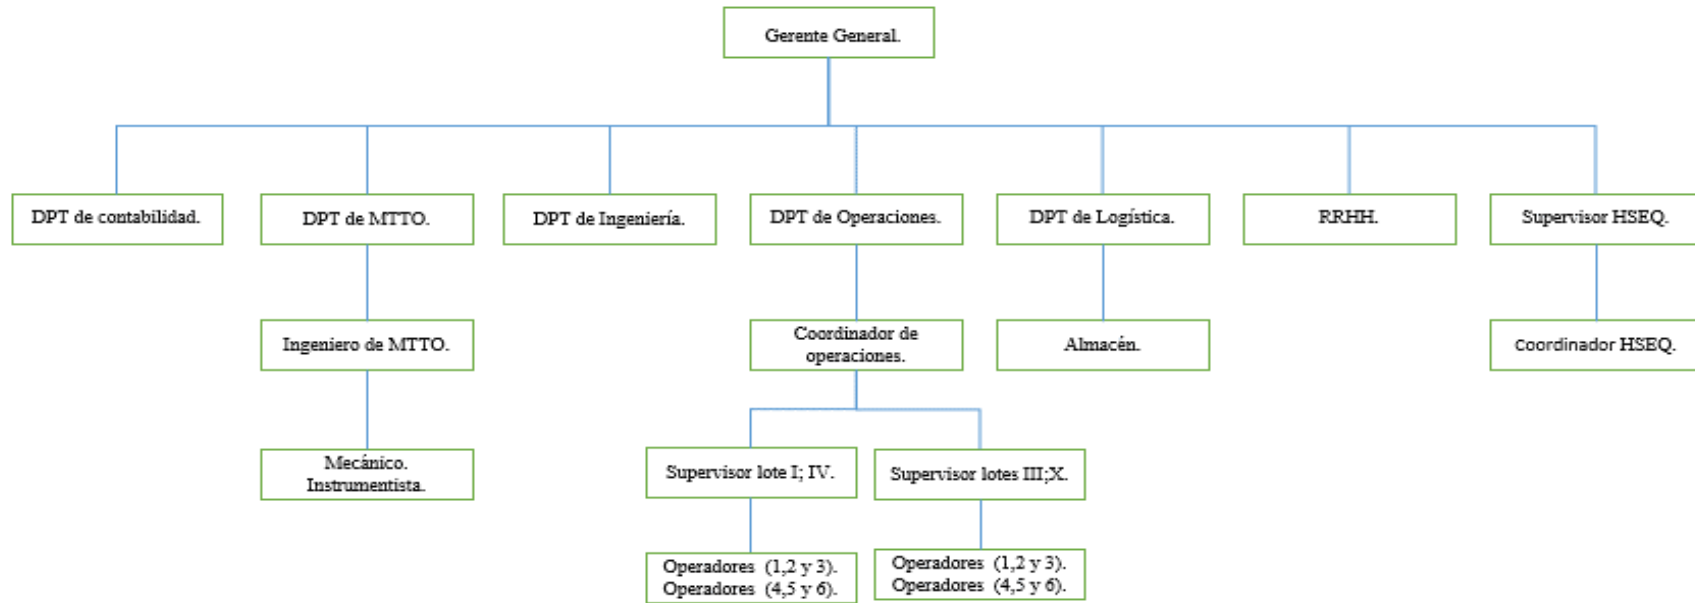 Gerente General.
DPT de contabilidad.
DPT de MTTO.
DPT de Ingeniería.
DPT de Operaciones.
DPT de Logística.
RRHH.
Supervisor HSEQ.
Ingeniero de MTTO.
Coordinador de
operaciones.
Almacén.
Coordinador HSEQ.
Mecánico.
Instrumentista.
Supervisor lote I; IV.
Supervisor lotes III;X.
Operadores (1,2 y 3).
Operadores (4,5 y 6).
Operadores (1,2 y 3).
Operadores (4,5 y 6).